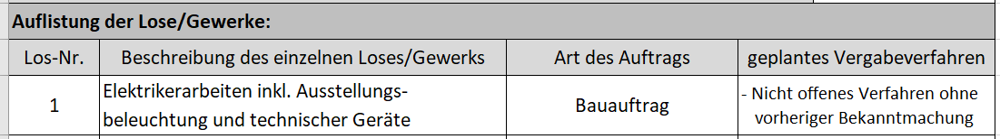 Auflistung der Lose/Gewerke:
Los-Nr. Beschreibung des einzelnen Loses/Gewerks Art des Auftrags geplantes Vergabeverfahren
1
Elektrikerarbeiten inkl. Ausstellungs-
beleuchtung und technischer Geräte
Bauauftrag
- Nicht offenes Verfahren ohne
vorheriger Bekanntmachung